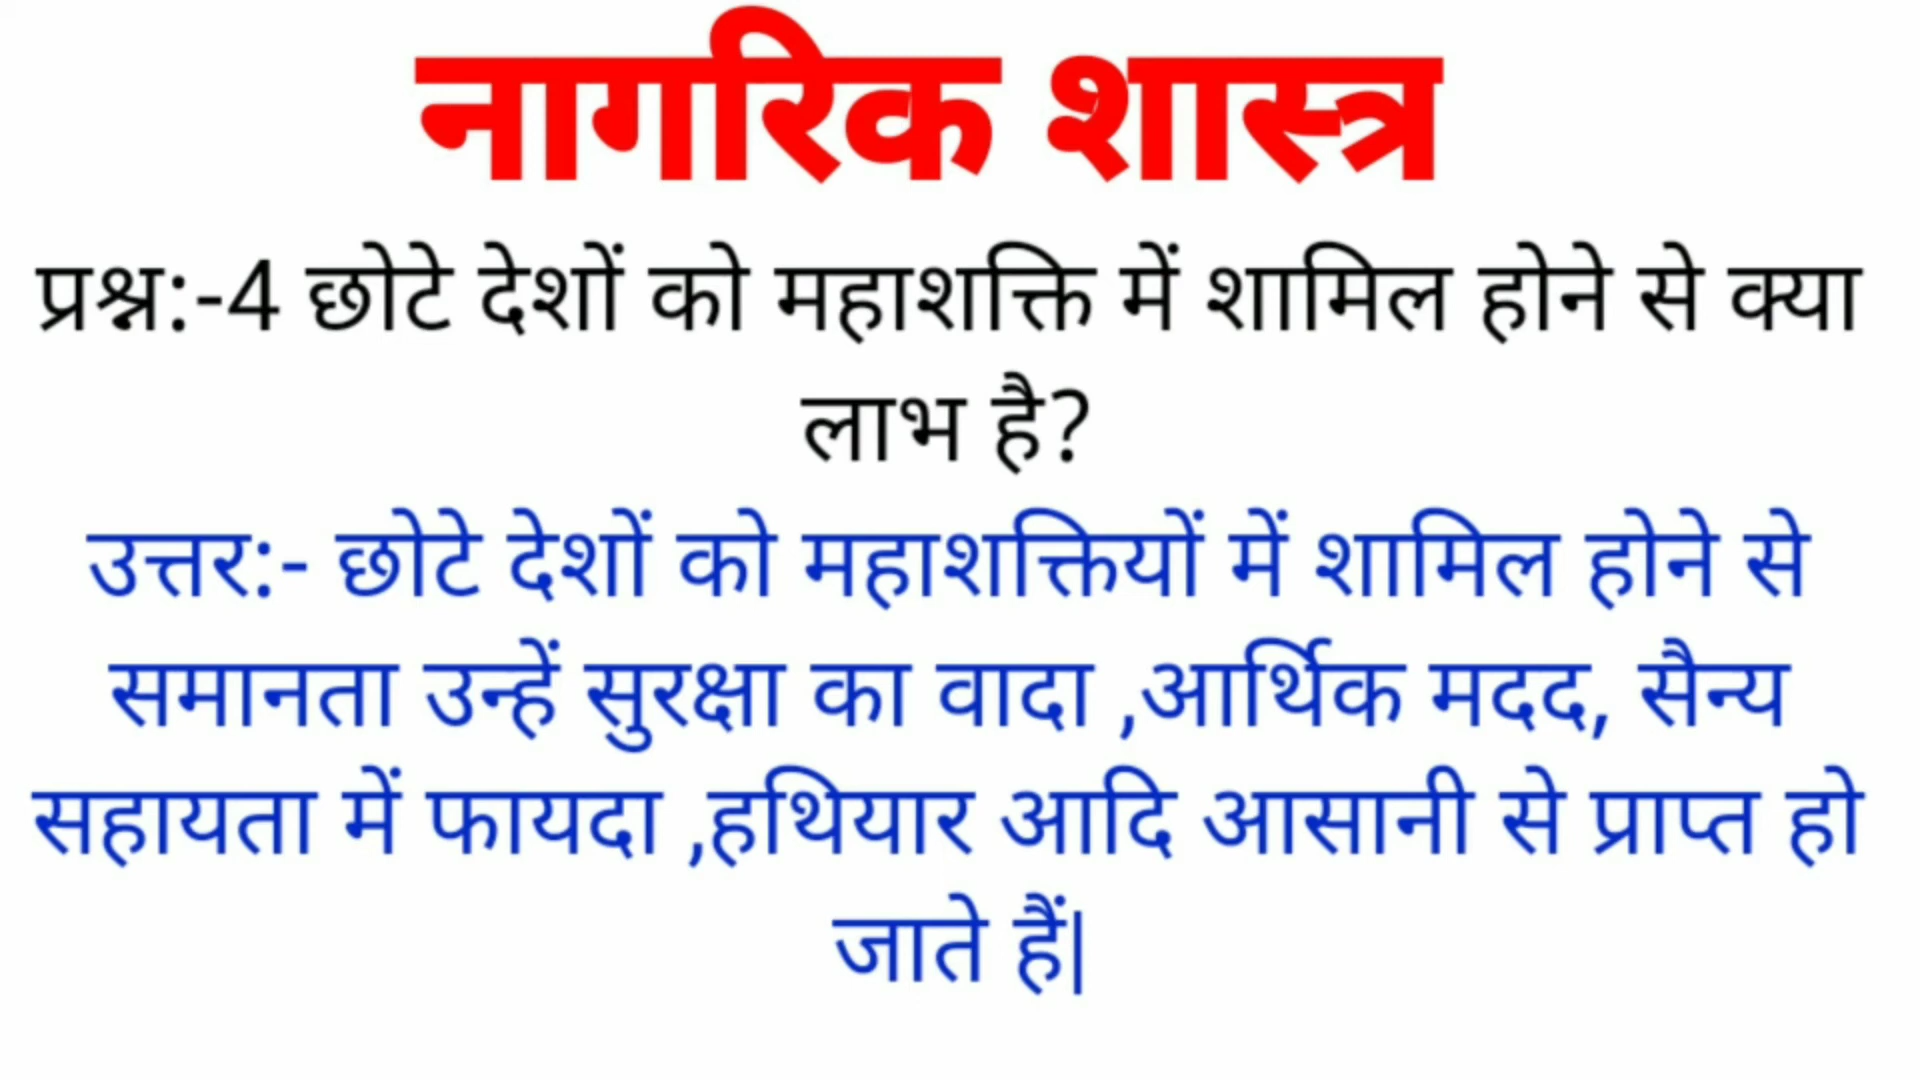 नागरिक शास्त्र
प्रश्न:-4 छोटे देशों को महाशक्ति में शामिल होने से क्या
लाभ है?
उत्तर:- छोटे देशों को महाशक्तियों में शामिल होने से
समानता उन्हें सुरक्षा का वादा ,आर्थिक मदद, सैन्य
सहायता में फायदा ,हथियार आदि आसानी से प्राप्त हो
जाते हैं|